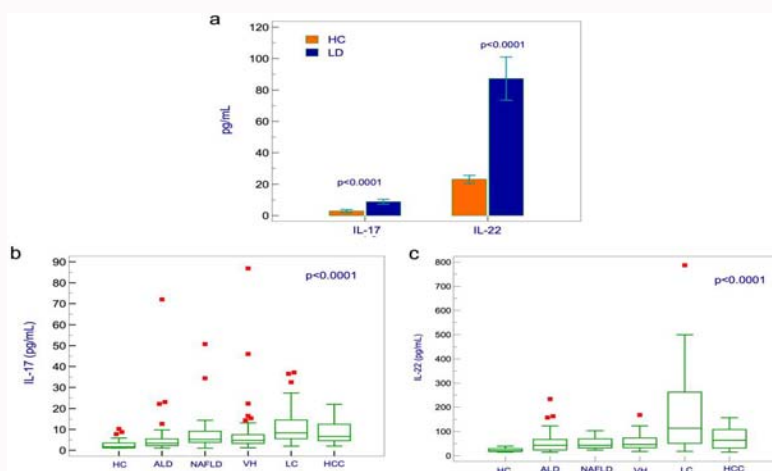 a
120
100
80
60
40
20
0
pg/mL
HC
LD
p<0.0001
p<0.0001
IL-17
IL-22
b
90
80
70
60
50
40
30
20
10
0
IL-17 (pg/mL)
p<0.0001
HC ALD NAFLD VH LC HCC
c
800
700
600
500
400
300
200
100
0
IL-22 (pg/mL)
p<0.0001
HC ALD NAFLD VH LC HCC